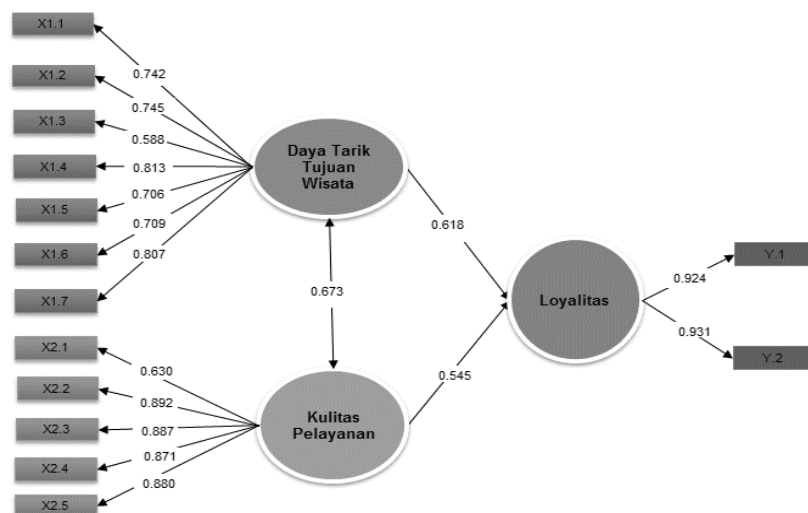 X1.1
X1.2
X1.3
X1.4
X1.5
X1.6
X1.7
0.742
0.745
0.588
0.813
0.706
0.709
0.807
Daya Tarik
Tujuan
Wisata
0.618
0.673
X2.1
X2.2
X2.3
X2.4
X2.5
0.630
0.892
0.887
0.871
0.880
Kulitas
Pelayanan
0.545
Loyalitas
0.924
0.931
Y.1
Y.2